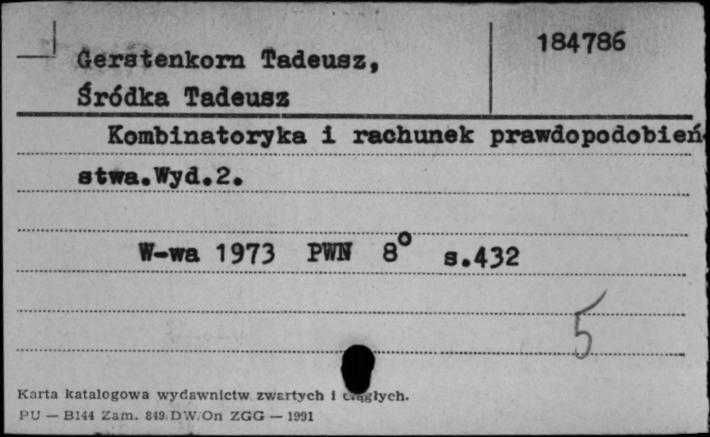 184786
Gerstenkorn Tadeusz,
Śródka Tadeusz
Kombinatoryka i rachunek prawdopodobień
stwa.Wyd.2.
W-wa 1973 PWN 8° s.432
5
Karta katalogowa wydawnictw zwartych i ciągłych.
PU — B144 Zam. 849.DW.On ZGG — 1991